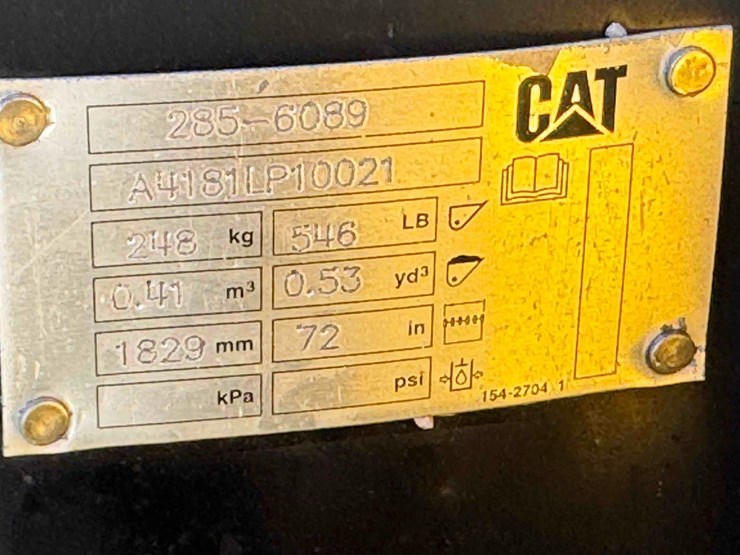 CAT
285-6089
A4181LP10021
248 kg 546 LB
0.41 m³ 0.53 yd³
1829 mm 72 in
kPa psi
154-2704 1